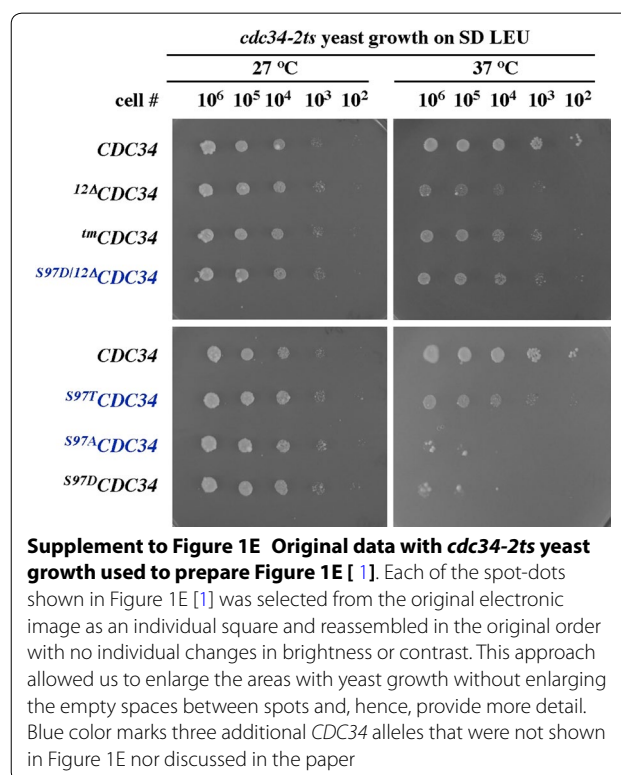 cdc34-2ts yeast growth on SD LEU
27 ºC 37 ºC
cell # 10⁶ 10⁵ 10⁴ 10³ 10² 10⁶ 10⁵ 10⁴ 10³ 10²
CDC34
12ΔCDC34
tmCDC34
S97D/12ΔCDC34
CDC34
S97TCDC34
S97ACDC34
S97DCDC34
Supplement to Figure 1E Original data with cdc34-2ts yeast
growth used to prepare Figure 1E [ 1]. Each of the spot-dots
shown in Figure 1E [1] was selected from the original electronic
image as an individual square and reassembled in the original order
with no individual changes in brightness or contrast. This approach
allowed us to enlarge the areas with yeast growth without enlarging
the empty spaces between spots and, hence, provide more detail.
Blue color marks three additional CDC34 alleles that were not shown
in Figure 1E nor discussed in the paper